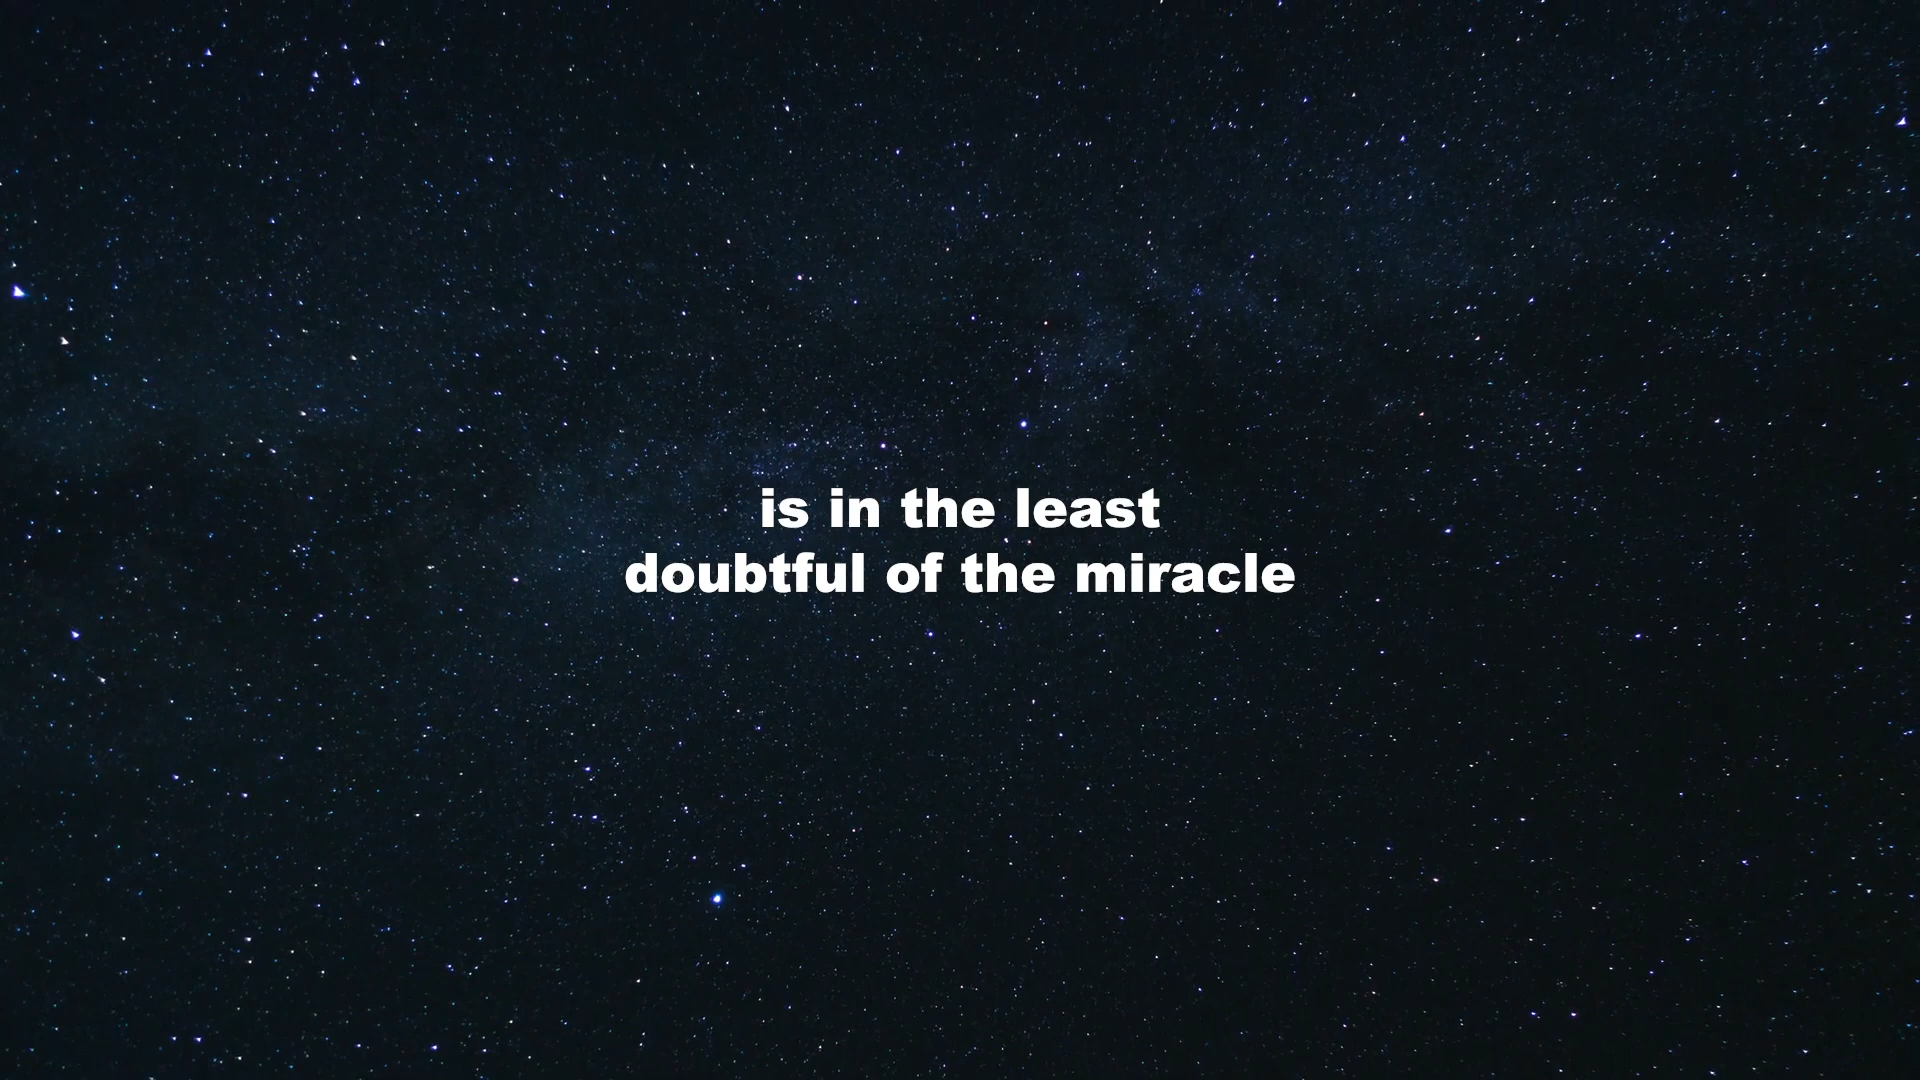 is in the least
doubtful of the miracle